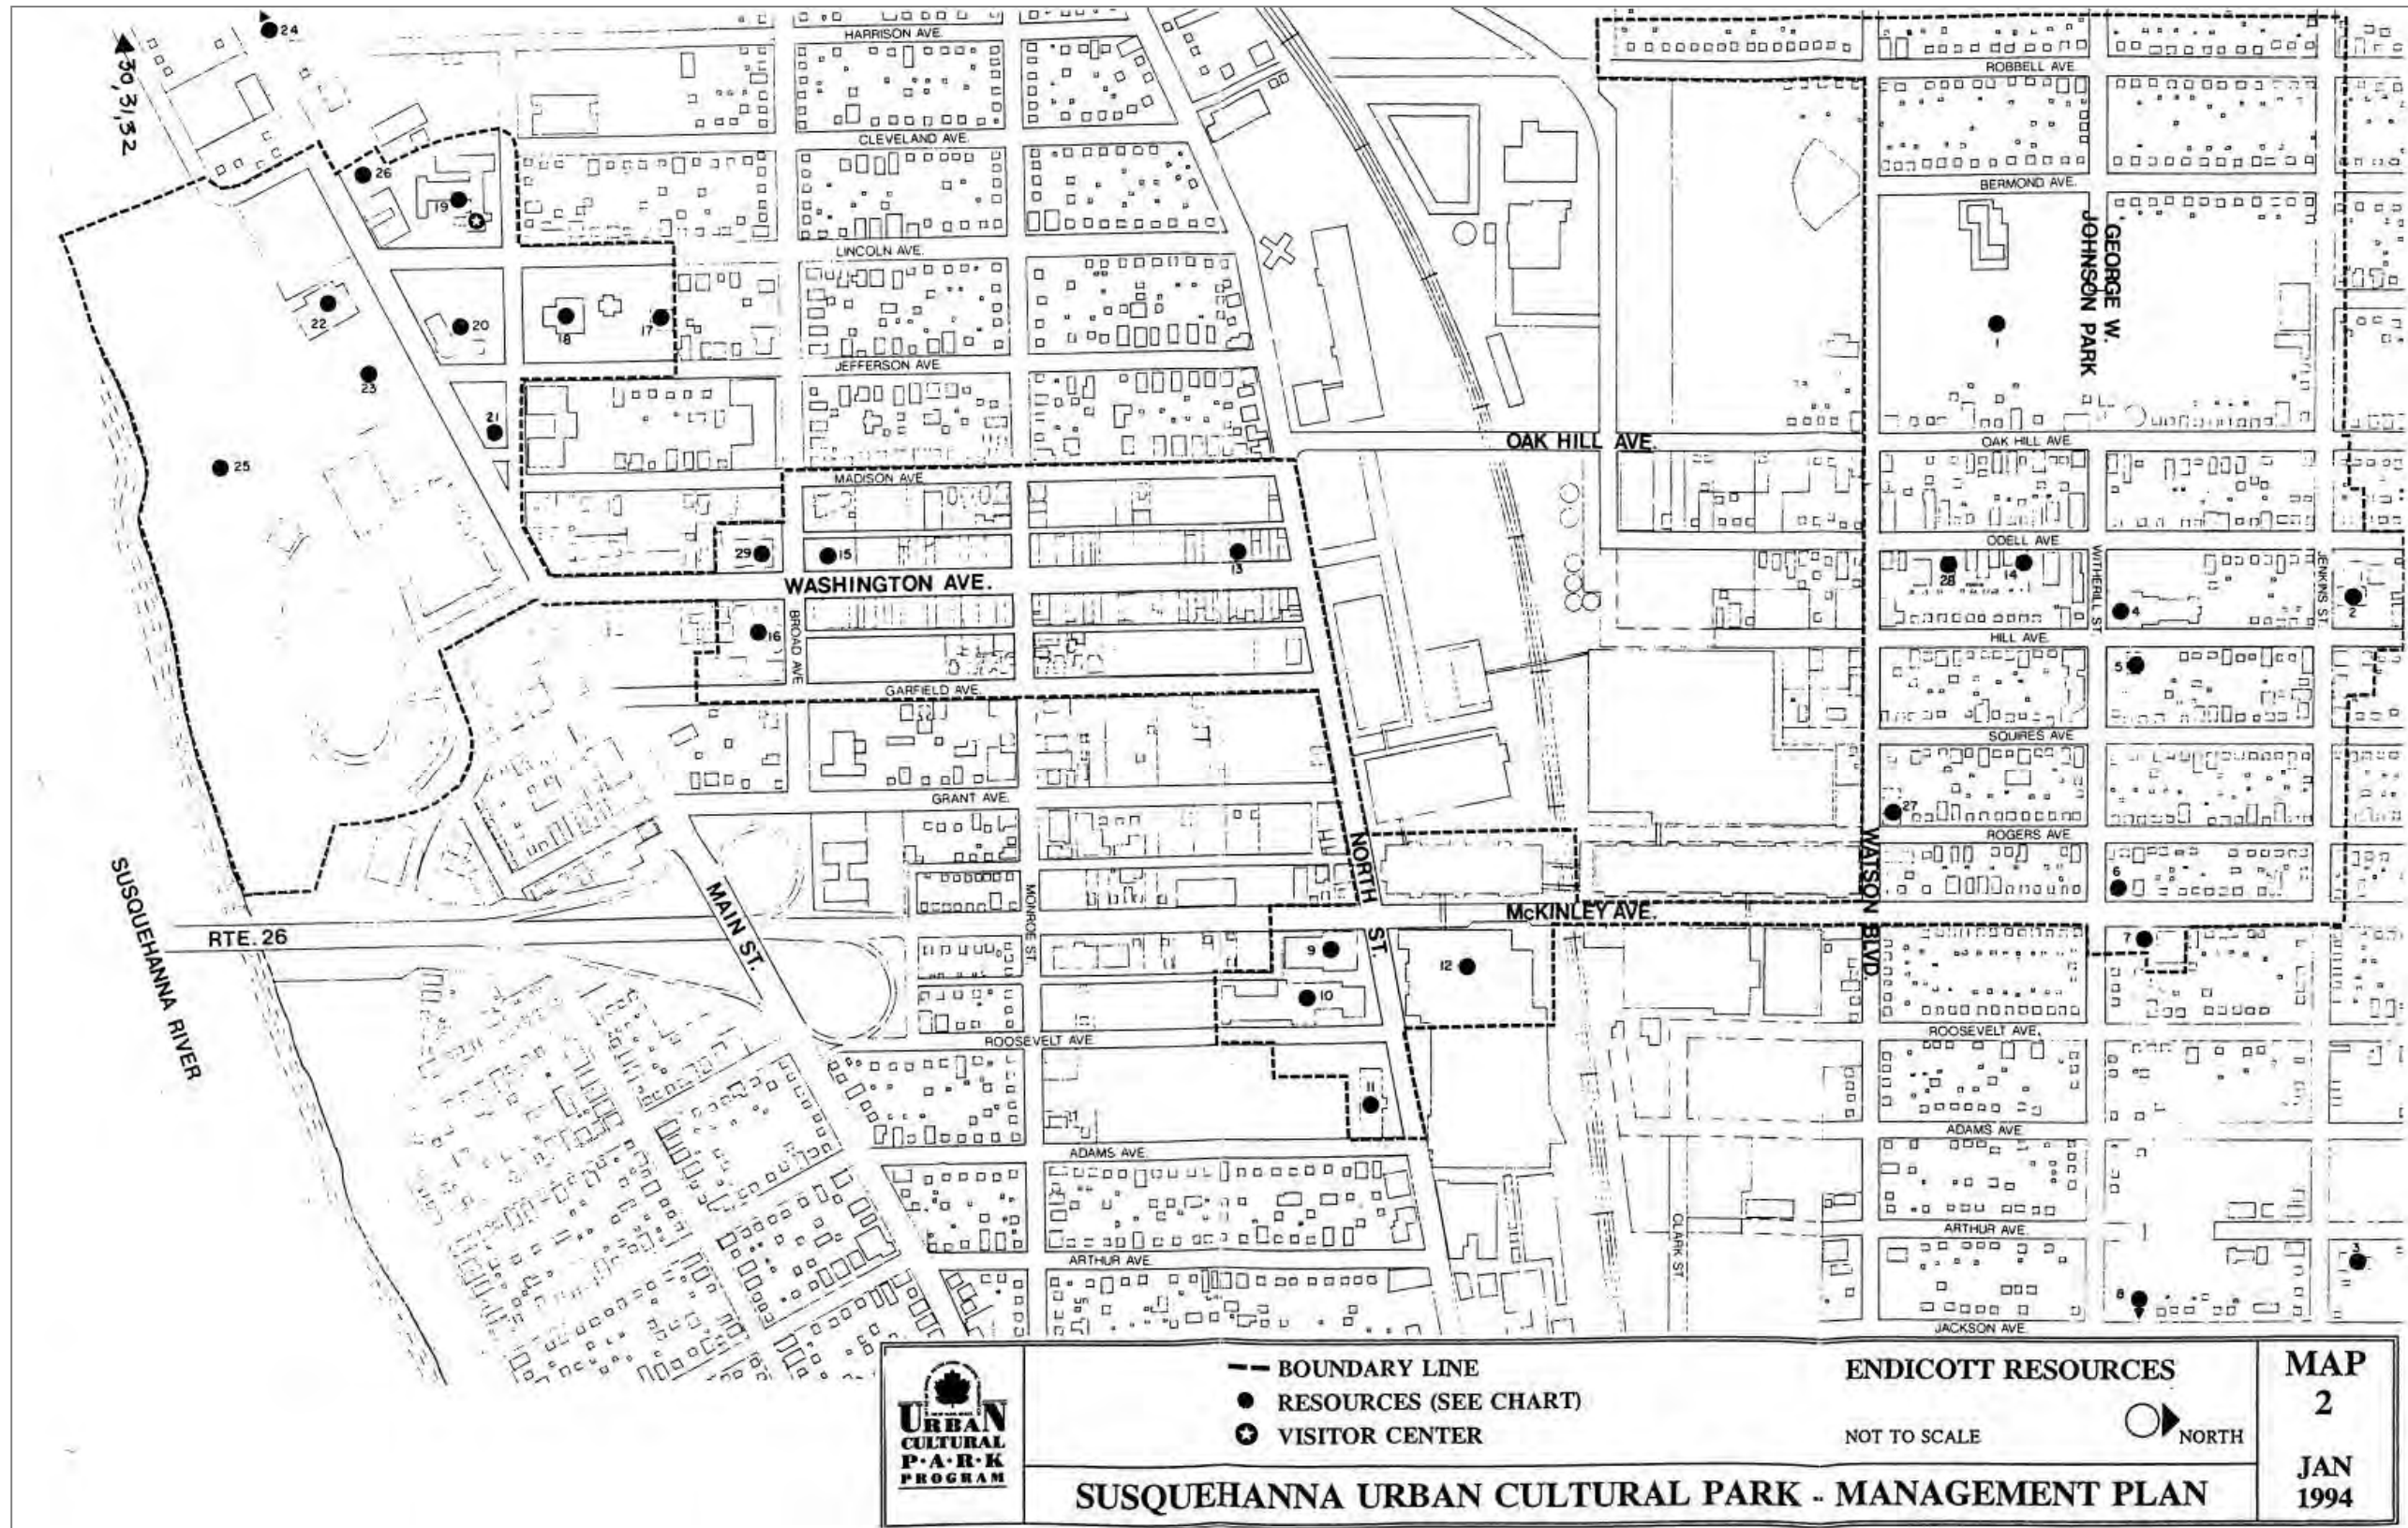 24
30,31,32
HARRISON AVE.
ROBBELL AVE.
CLEVELAND AVE.
26
19
BERMOND AVE.
LINCOLN AVE.
GEORGE W.
JOHNSON PARK
22
20
18
17
1
JEFFERSON AVE.
23
21
OAK HILL AVE.
OAK HILL AVE.
25
MADISON AVE.
29
15
13
ODELL AVE.
WASHINGTON AVE.
28
14
WITHERILL ST.
JENKINS ST.
4
2
16
BROAD AVE
HILL AVE.
5
GARFIELD AVE.
SQUIRES AVE
GRANT AVE.
27
ROGERS AVE.
NORTH ST.
WATSON BLVD.
6
MAIN ST.
MONROE ST.
McKINLEY AVE.
RTE. 26
SUSQUEHANNA RIVER
9
12
7
10
ROOSEVELT AVE.
ROOSEVELT AVE.
11
ADAMS AVE.
ADAMS AVE.
CLARK ST.
ARTHUR AVE.
ARTHUR AVE.
3
8
JACKSON AVE.
URBAN
CULTURAL
P·A·R·K
PROGRAM
BOUNDARY LINE
RESOURCES (SEE CHART)
VISITOR CENTER
ENDICOTT RESOURCES
NOT TO SCALE
NORTH
MAP
2
JAN
1994
SUSQUEHANNA URBAN CULTURAL PARK - MANAGEMENT PLAN